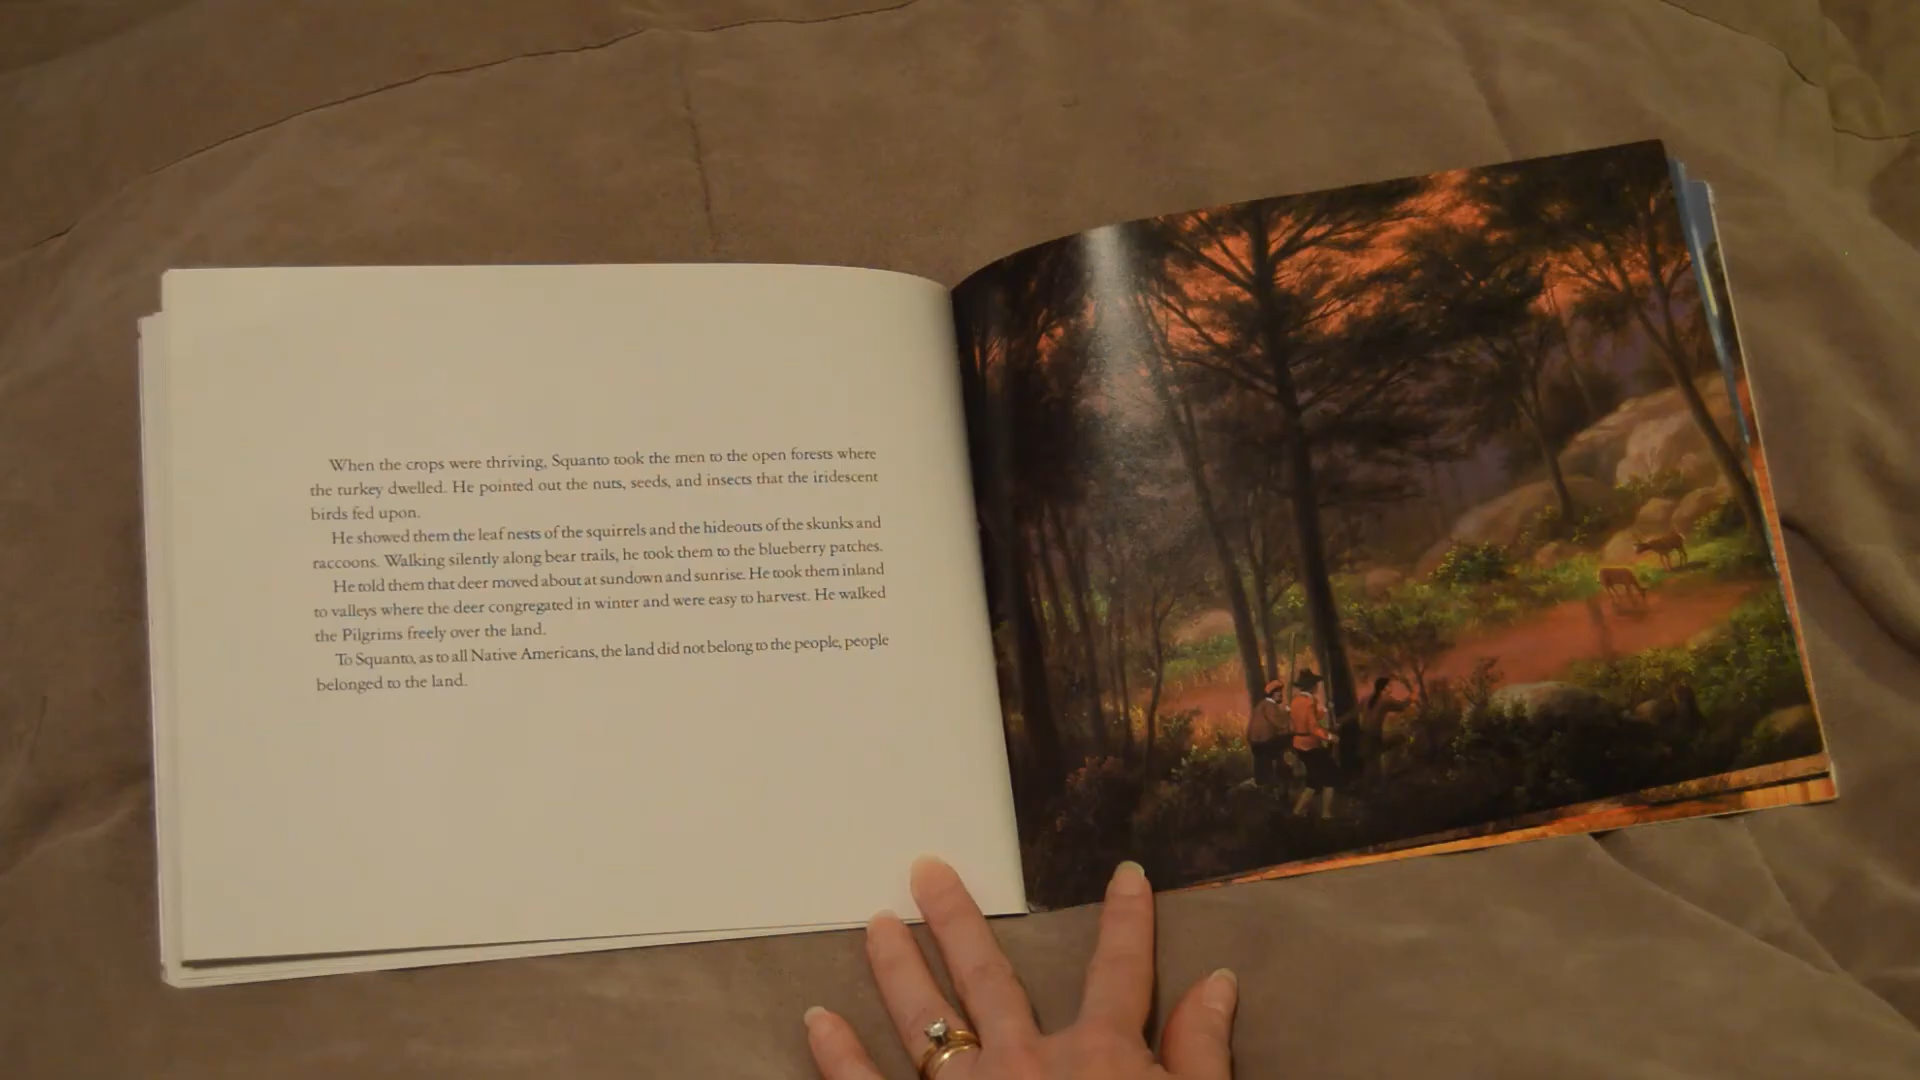 When the crops were thriving, Squanto took the men to the open forests where
the turkey dwelled. He pointed out the nuts, seeds, and insects that the iridescent
birds fed upon.
He showed them the leaf nests of the squirrels and the hideouts of the skunks and
raccoons. Walking silently along bear trails, he took them to the blueberry patches.
He told them that deer moved about at sundown and sunrise. He took them inland
to valleys where the deer congregated in winter and were easy to harvest. He walked
the Pilgrims freely over the land.
To Squanto, as to all Native Americans, the land did not belong to the people, people
belonged to the land.